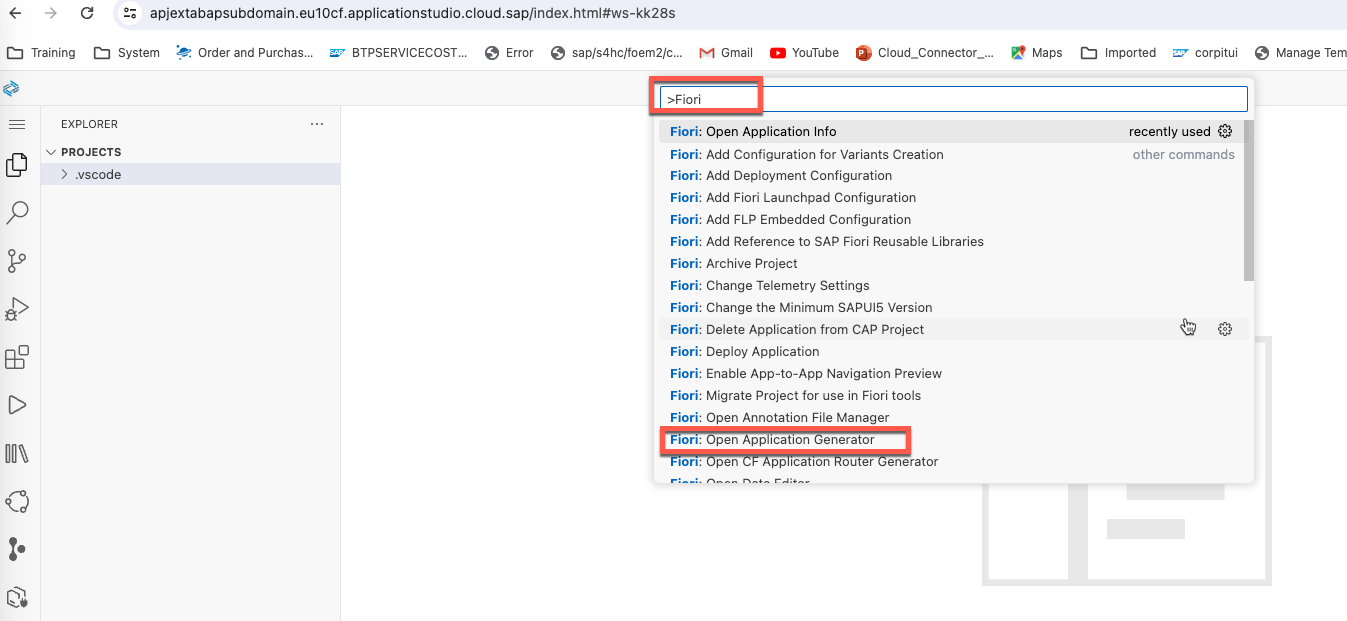 apjextabapsubdomain.eu10cf.applicationstudio.cloud.sap/index.html#ws-kk28s
Training System Order and Purchas... BTPSERVICECOST... Error sap/s4hc/foem2/c... Gmail YouTube Cloud_Connector_... Maps Imported corpitui Manage Tem
>Fiori
EXPLORER
PROJECTS
.vscode
Fiori: Open Application Info recently used
Fiori: Add Configuration for Variants Creation other commands
Fiori: Add Deployment Configuration
Fiori: Add Fiori Launchpad Configuration
Fiori: Add FLP Embedded Configuration
Fiori: Add Reference to SAP Fiori Reusable Libraries
Fiori: Archive Project
Fiori: Change Telemetry Settings
Fiori: Change the Minimum SAPUI5 Version
Fiori: Delete Application from CAP Project
Fiori: Deploy Application
Fiori: Enable App-to-App Navigation Preview
Fiori: Migrate Project for use in Fiori tools
Fiori: Open Annotation File Manager
Fiori: Open Application Generator
Fiori: Open CF Application Router Generator
Fiori: Open Data Editor